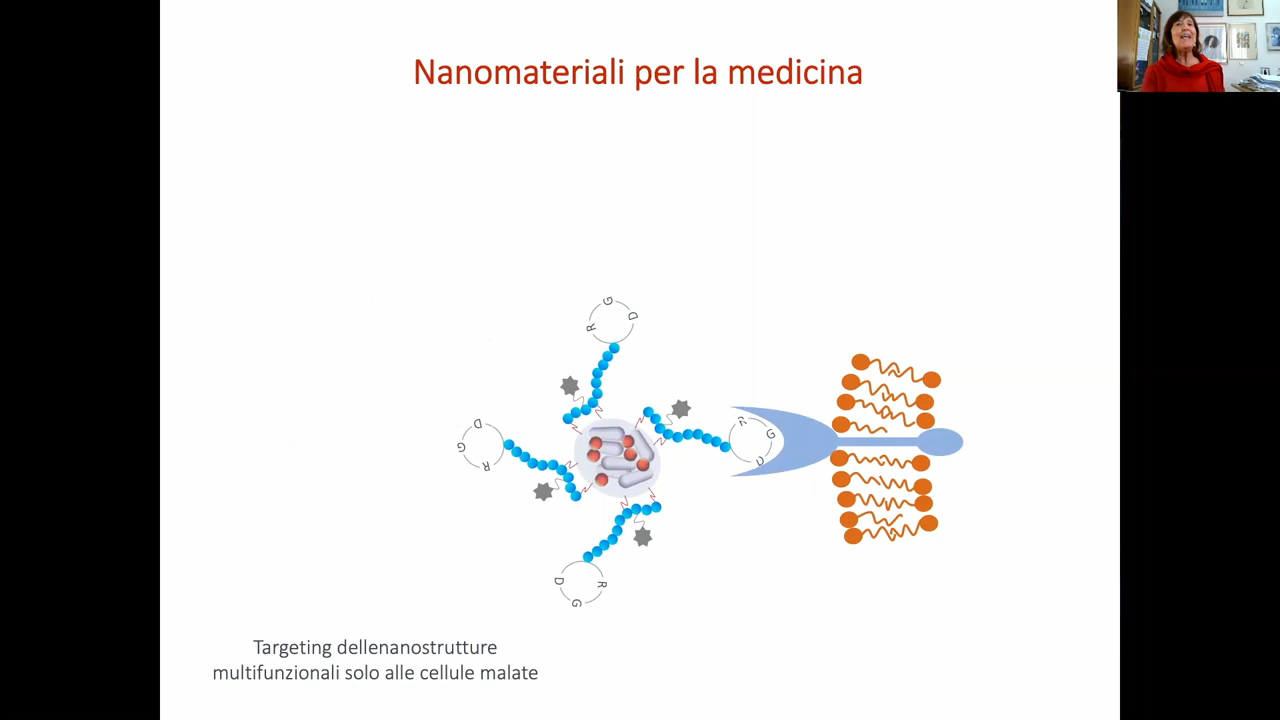 Nanomateriali per la medicina
R G D
D G R
R G D
D G R
Targeting dellenanostrutture
multifunzionali solo alle cellule malate